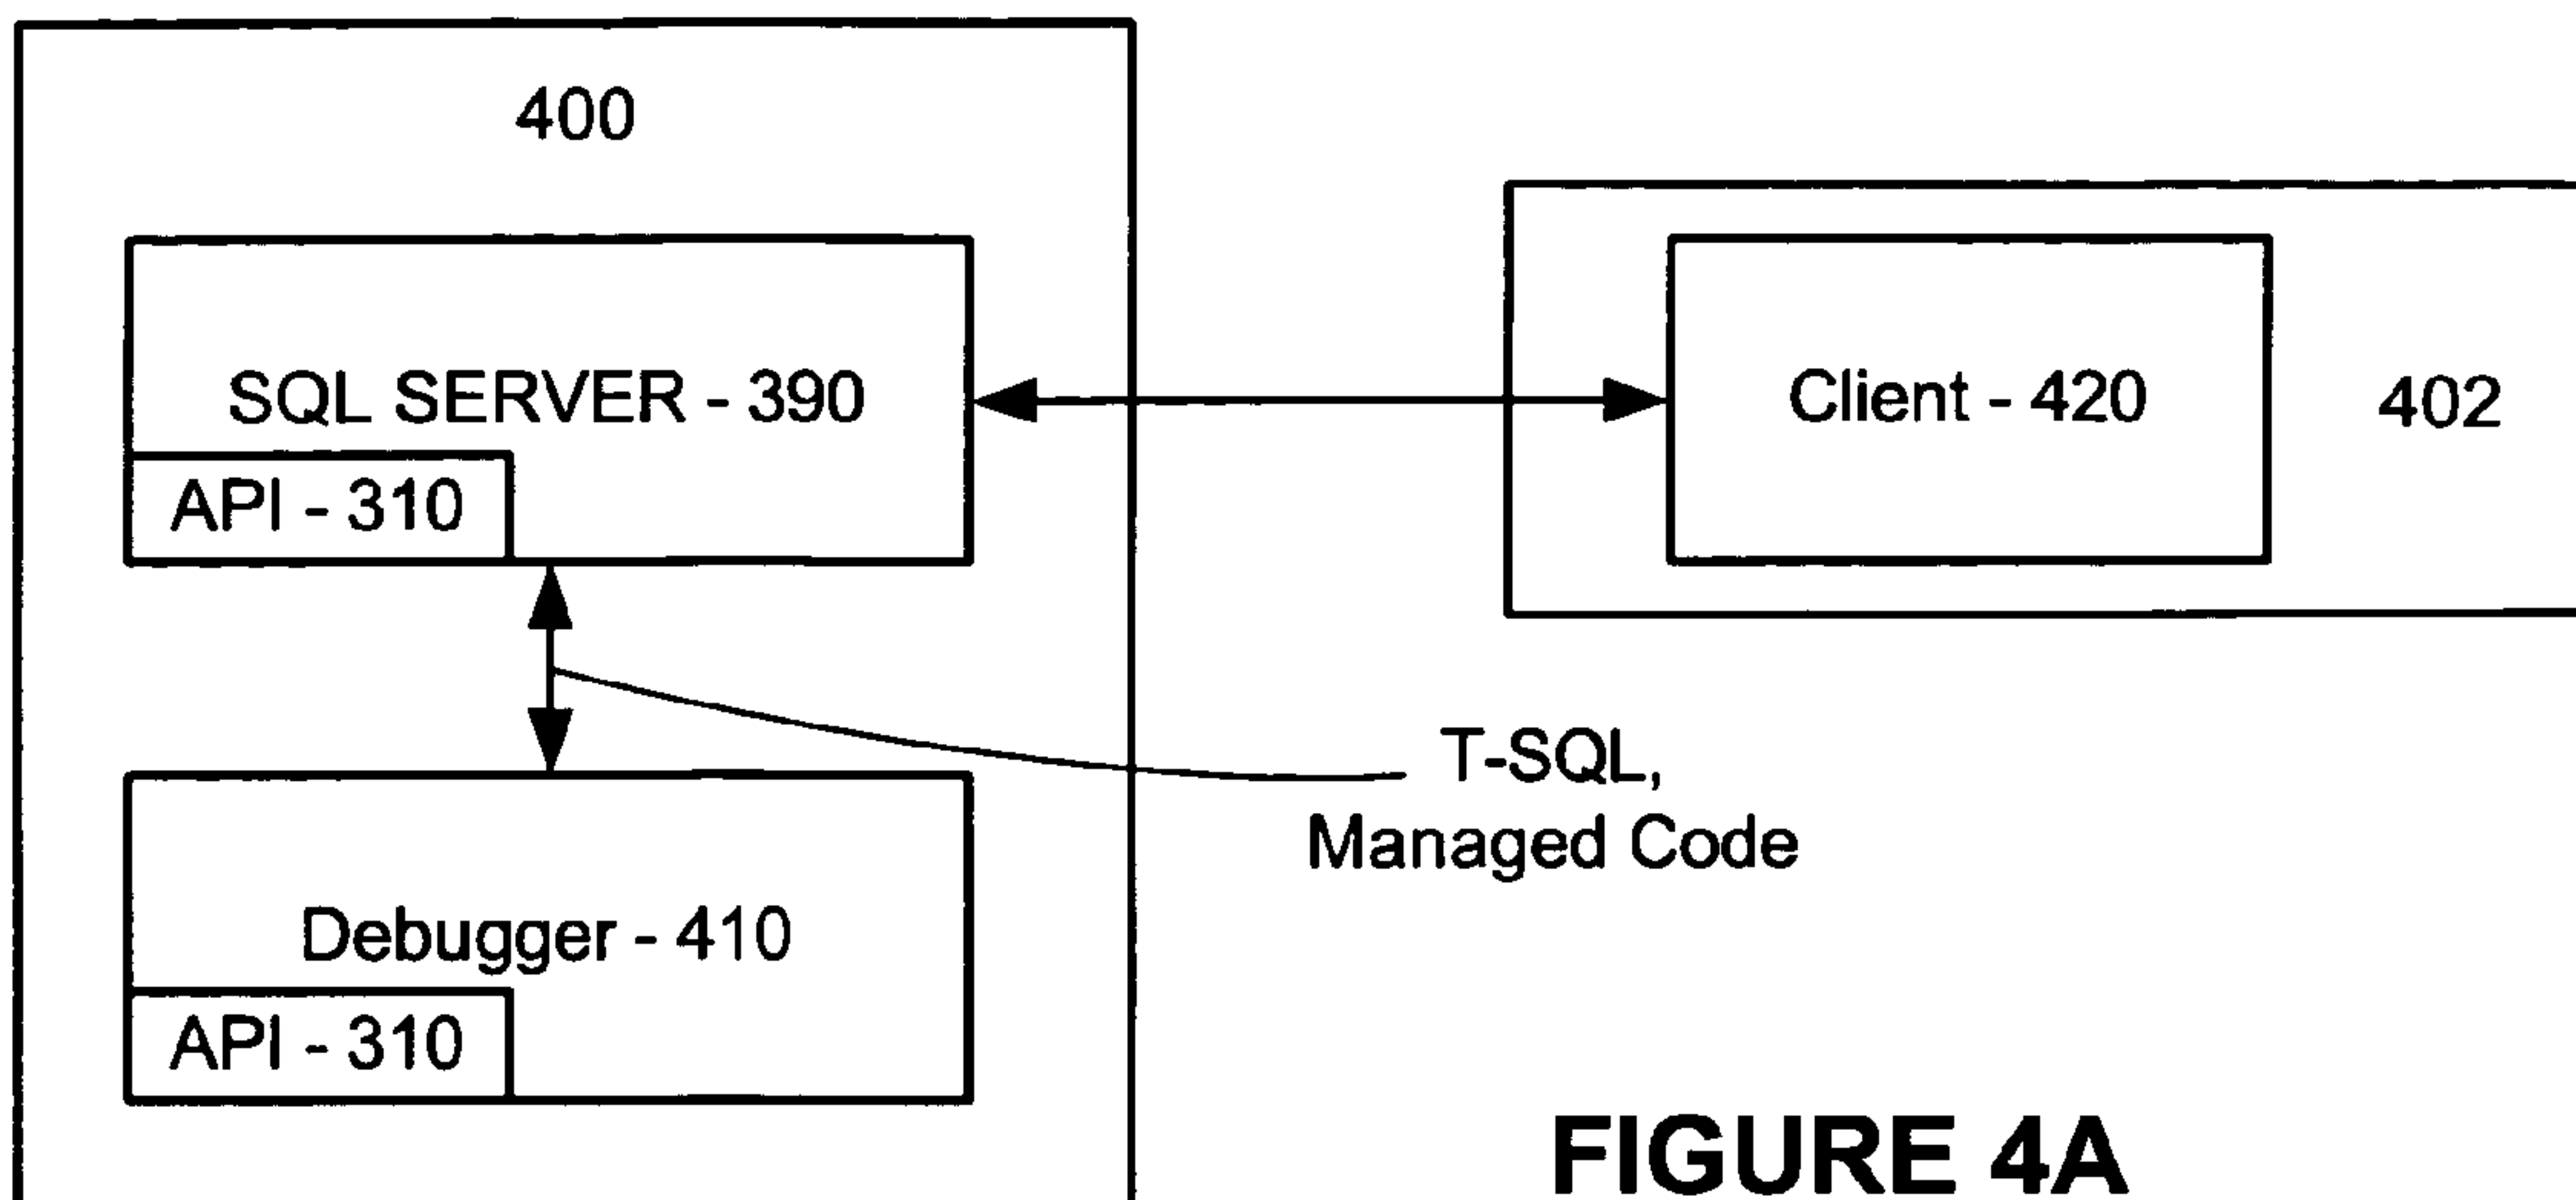 400
SQL SERVER - 390
API - 310
Client - 420
402
T-SQL,
Managed Code
Debugger - 410
API - 310
FIGURE 4A